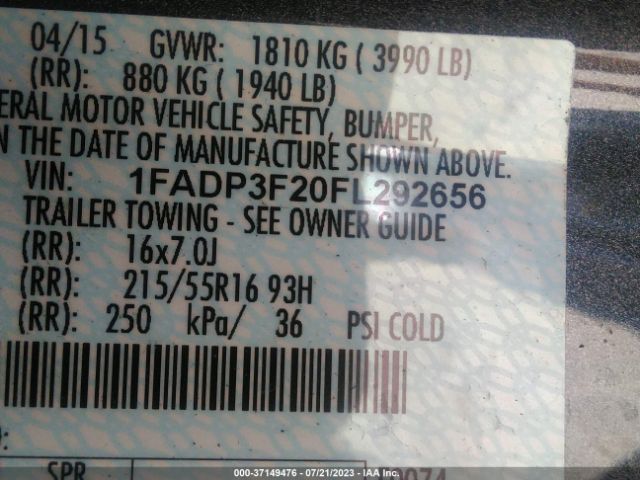 04/15 GVWR: 1810 KG ( 3990 LB)
(RR): 880 KG ( 1940 LB)
ERAL MOTOR VEHICLE SAFETY, BUMPER,
N THE DATE OF MANUFACTURE SHOWN ABOVE.
VIN: 1FADP3F20FL292656
TRAILER TOWING - SEE OWNER GUIDE
(RR): 16x7.0J
(RR): 215/55R16 93H
(RR): 250 kPa/ 36 PSI COLD
):
SPR
000-37149476 - 07/21/2023 - IAA Inc.